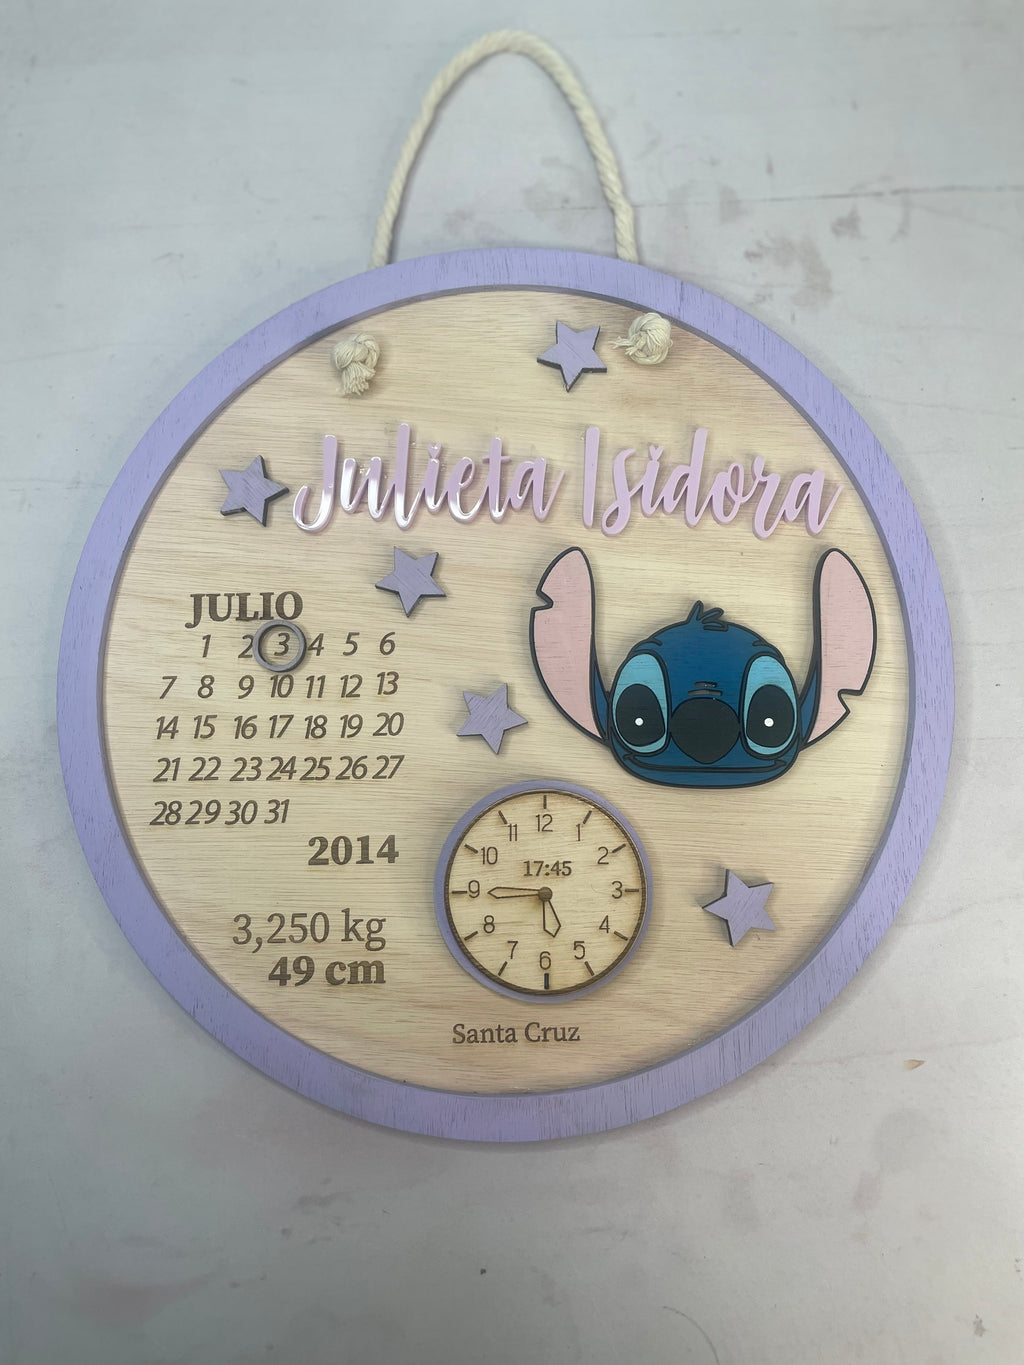 Julieta Isidora
JULIO
1 2 3 4 5 6
7 8 9 10 11 12 13
14 15 16 17 18 19 20
21 22 23 24 25 26 27
28 29 30 31
2014
3,250 kg
49 cm
12
11 1
10 2
17:45
9 3
8 4
7 5
6
Santa Cruz